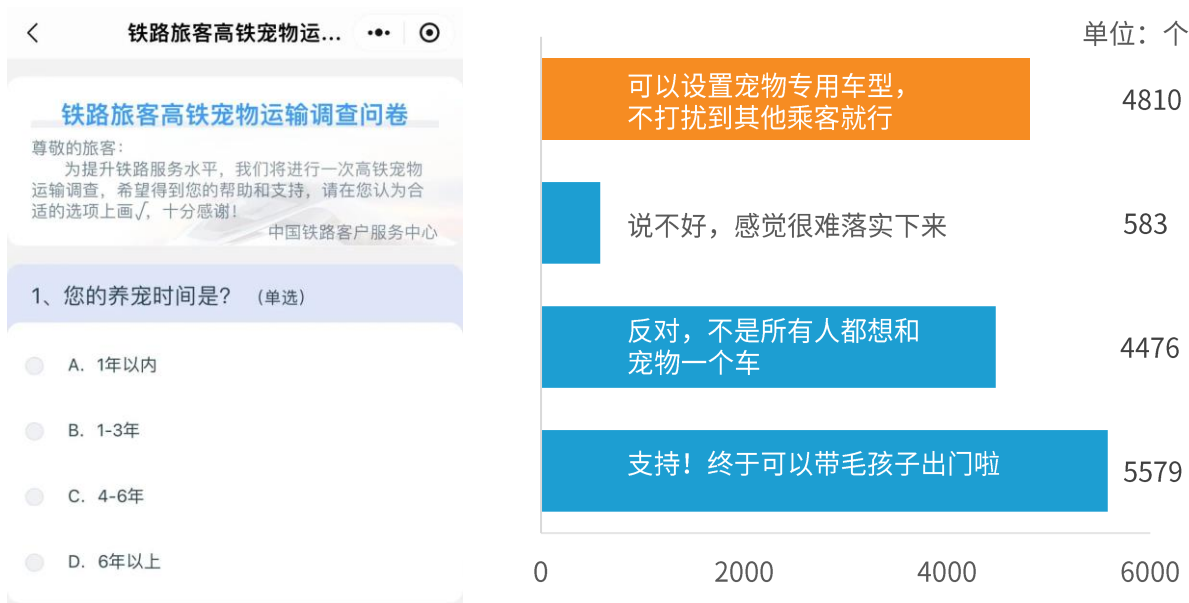 铁路旅客高铁宠物运...
铁路旅客高铁宠物运输调查问卷
尊敬的旅客：
为提升铁路服务水平，我们将进行一次高铁宠物
运输调查，希望得到您的帮助和支持，请在您认为合
适的选项上画√，十分感谢！
中国铁路客户服务中心
1、您的养宠时间是？（单选）
A. 1年以内
B. 1-3年
C. 4-6年
D. 6年以上
单位：个
可以设置宠物专用车型，
不打扰到其他乘客就行
4810
说不好，感觉很难落实下来
583
反对，不是所有人都想和
宠物一个车
4476
支持！终于可以带毛孩子出门啦
5579
0 2000 4000 6000